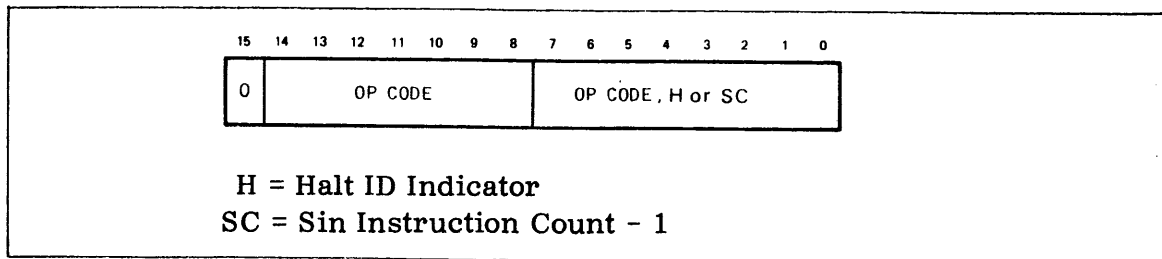 15 14 13 12 11 10 9 8 7 6 5 4 3 2 1 0
0 OP CODE OP CODE, H or SC
H = Halt ID Indicator
SC = Sin Instruction Count - 1